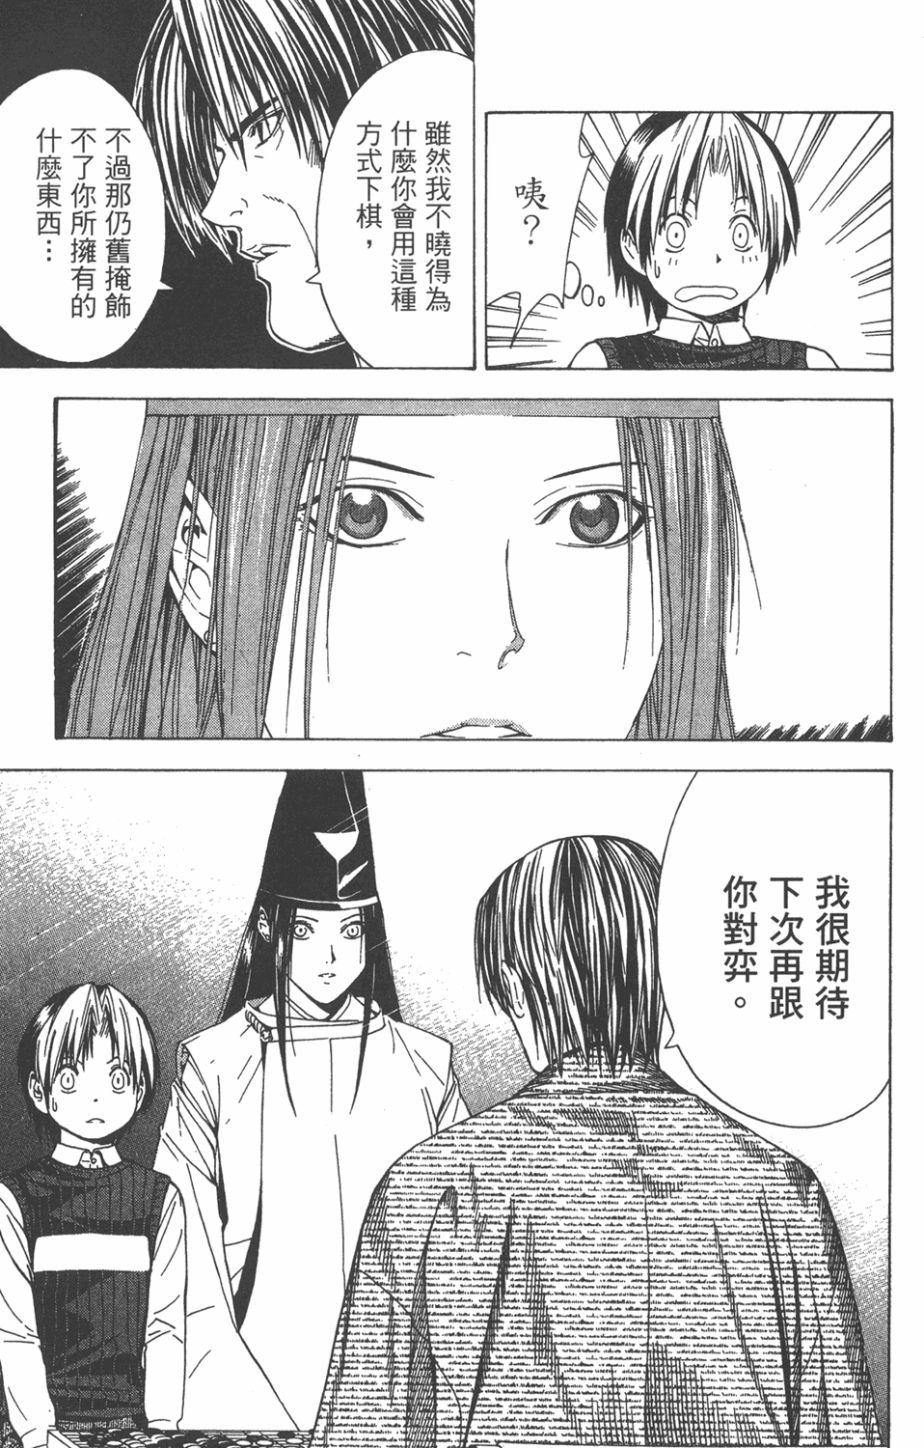 咦？
雖然我不曉得為
什麼你會用這種
方式下棋，
不過那仍舊掩飾
不了你所擁有的
什麼東西…
我很期待
下次再跟
你對弈。